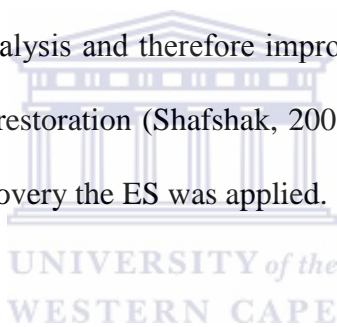 alysis and therefore impro
restoration (Shafshak, 200
overy the ES was applied.
UNIVERSITY of the
WESTERN CAPE